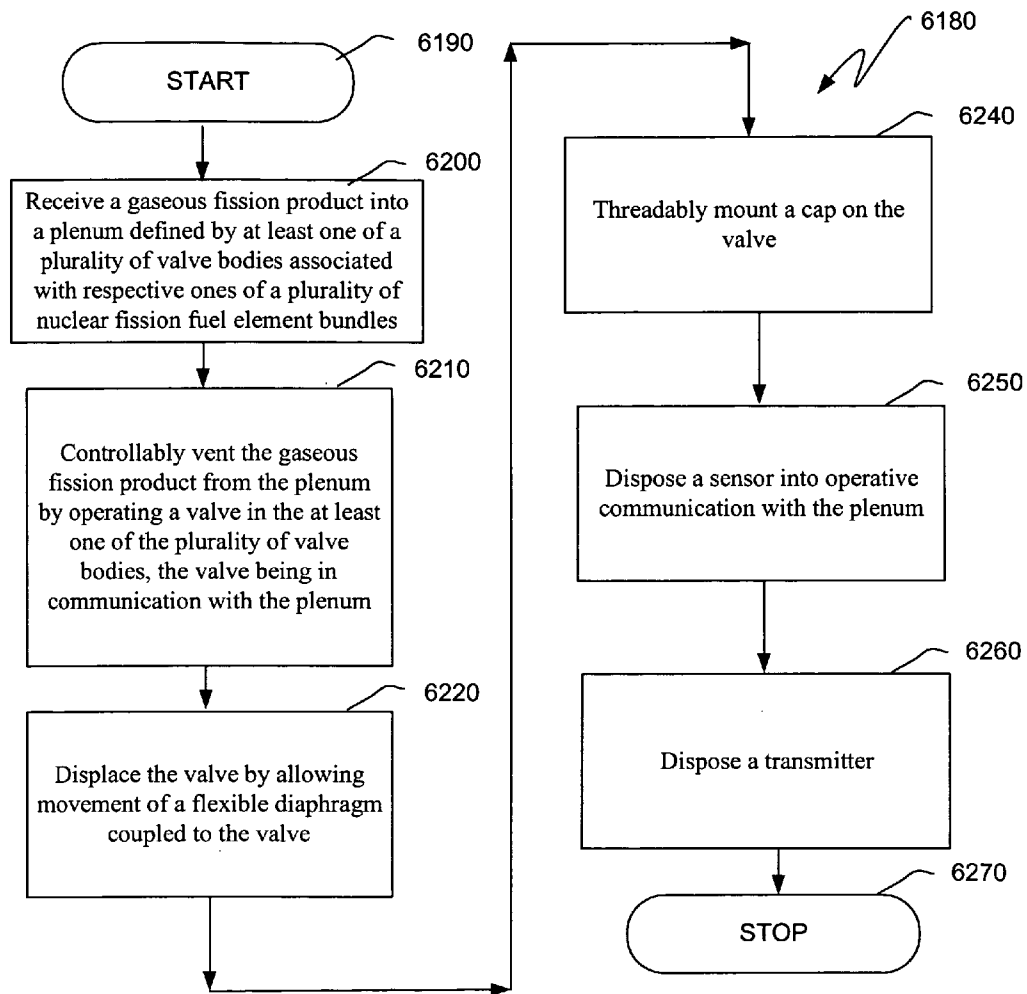 6190
START
6200
Receive a gaseous fission product into
a plenum defined by at least one of a
plurality of valve bodies associated
with respective ones of a plurality of
nuclear fission fuel element bundles
6210
Controllably vent the gaseous
fission product from the plenum
by operating a valve in the at least
one of the plurality of valve
bodies, the valve being in
communication with the plenum
6220
Displace the valve by allowing
movement of a flexible diaphragm
coupled to the valve
6180
6240
Threadably mount a cap on the
valve
6250
Dispose a sensor into operative
communication with the plenum
6260
Dispose a transmitter
6270
STOP